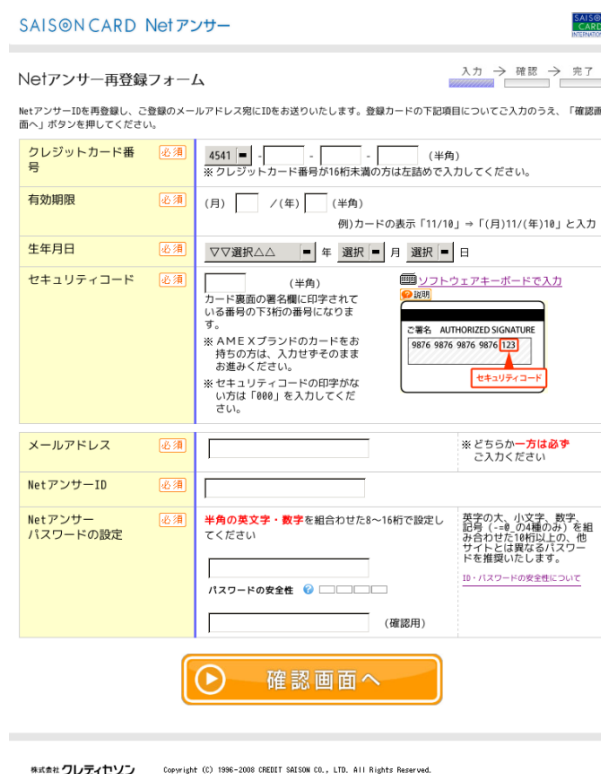 SAISON CARD Netアンサー
SAISON
CARD
INTERNATIONAL
Netアンサー再登録フォーム
入力 → 確認 → 完了
NetアンサーIDを再登録し、ご登録のメールアドレス宛にIDをお送りいたします。登録カードの下記項目についてご入力のうえ、「確認画
面へ」ボタンを押してください。
クレジットカード番
号
必須
4541 - - - (半角)
※クレジットカード番号が16桁未満の方は左詰めで入力してください。
有効期限
必須
(月) /(年) (半角)
例)カードの表示「11/10」⇒「(月)11/(年)10」と入力
生年月日
必須
▽▽選択△△ 年 選択 月 選択 日
セキュリティコード
必須
(半角)
カード裏面の署名欄に印字されて
いる番号の下3桁の番号になりま
す。
※AMEXブランドのカードをお
持ちの方は、入力せずそのまま
お進みください。
※セキュリティコードの印字がな
い方は「000」を入力してくだ
さい。
ソフトウェアキーボードで入力
?説明
ご署名 AUTHORIZED SIGNATURE
9876 9876 9876 9876 123
セキュリティコード
メールアドレス
必須
※どちらか一方は必ず
ご入力ください
NetアンサーID
必須
Netアンサー
パスワードの設定
必須
半角の英文字・数字を組合わせた8～16桁で設定し
てください
パスワードの安全性 ?
(確認用)
英字の大、小文字、数字、
記号（-=@_の4種のみ）を組
み合わせた10桁以上の、他
サイトとは異なるパスワー
ドを推奨いたします。
ID・パスワードの安全性について
確認画面へ
株式会社 クレディセゾン
Copyright (C) 1996-2008 CREDIT SAISON CO., LTD. All Rights Reserved.